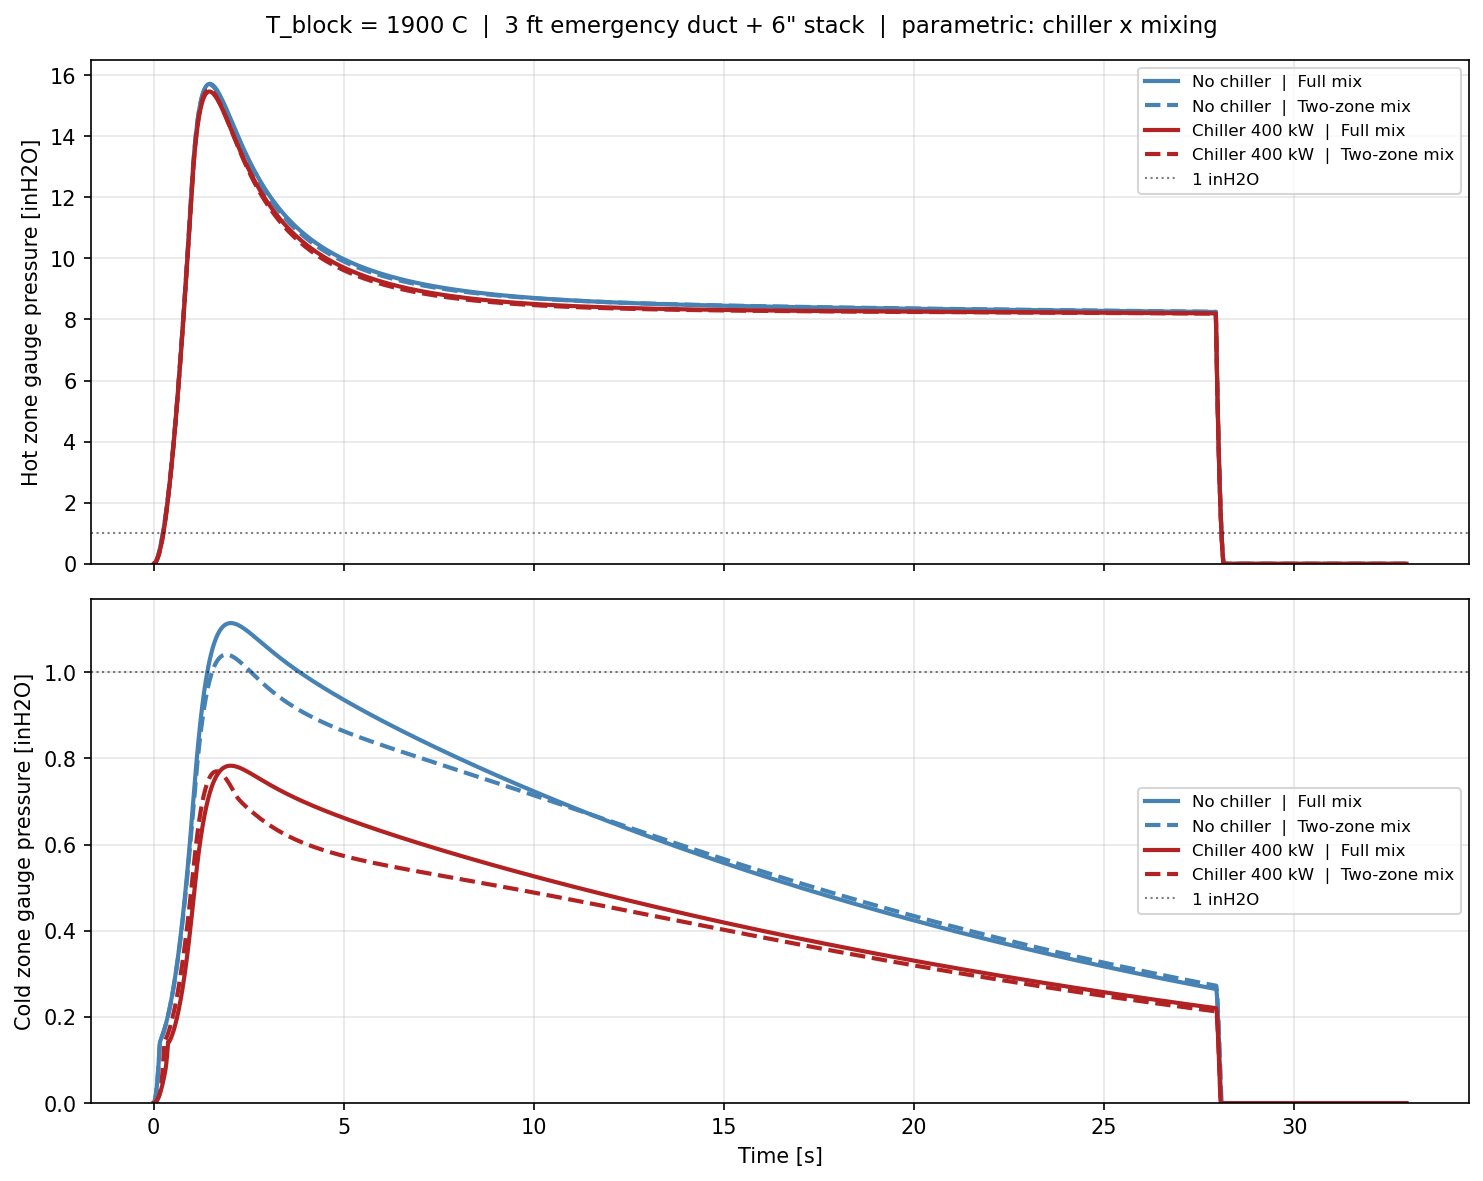 T_block = 1900 C | 3 ft emergency duct + 6" stack | parametric: chiller x mixing
Hot zone gauge pressure [inH2O]
16
14
12
10
8
6
4
2
0
No chiller | Full mix
No chiller | Two-zone mix
Chiller 400 kW | Full mix
Chiller 400 kW | Two-zone mix
1 inH2O
Cold zone gauge pressure [inH2O]
1.0
0.8
0.6
0.4
0.2
0.0
No chiller | Full mix
No chiller | Two-zone mix
Chiller 400 kW | Full mix
Chiller 400 kW | Two-zone mix
1 inH2O
0 5 10 15 20 25 30
Time [s]